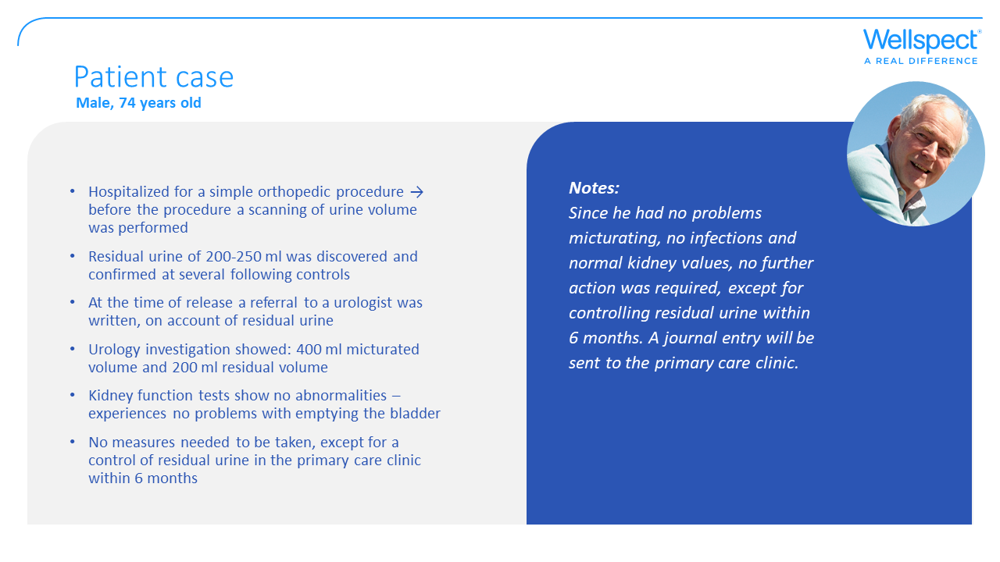 Wellspect®
A REAL DIFFERENCE
Patient case
Male, 74 years old
• Hospitalized for a simple orthopedic procedure →
before the procedure a scanning of urine volume
was performed
• Residual urine of 200-250 ml was discovered and
confirmed at several following controls
• At the time of release a referral to a urologist was
written, on account of residual urine
• Urology investigation showed: 400 ml micturated
volume and 200 ml residual volume
• Kidney function tests show no abnormalities –
experiences no problems with emptying the bladder
• No measures needed to be taken, except for a
control of residual urine in the primary care clinic
within 6 months
Notes:
Since he had no problems
micturating, no infections and
normal kidney values, no further
action was required, except for
controlling residual urine within
6 months. A journal entry will be
sent to the primary care clinic.